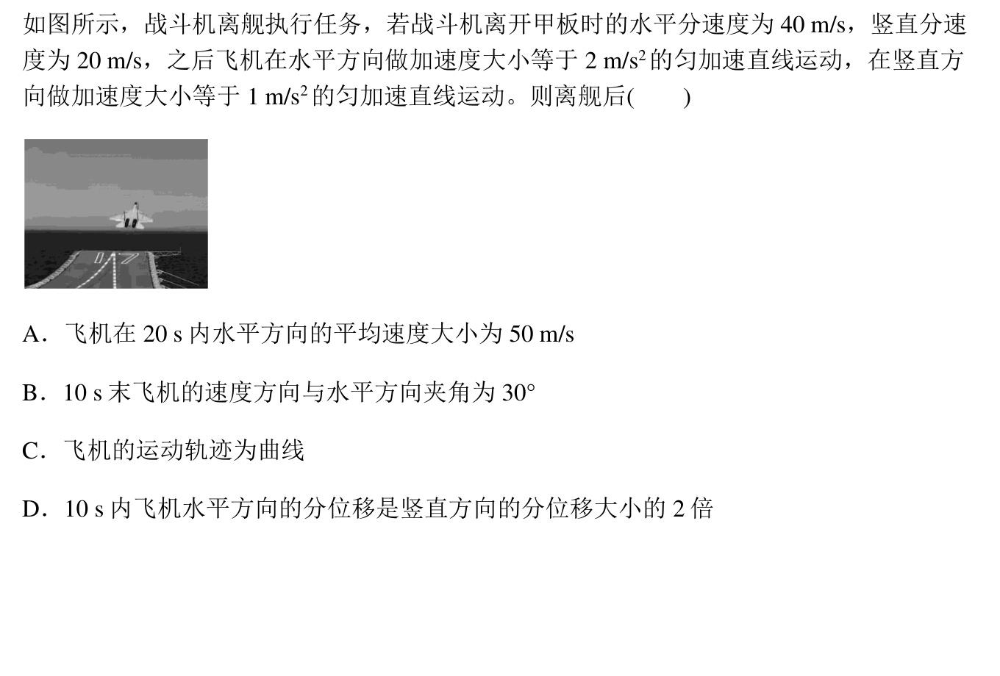 如图所示，战斗机离舰执行任务，若战斗机离开甲板时的水平分速度为 40 m/s，竖直分速
度为 20 m/s，之后飞机在水平方向做加速度大小等于 2 m/s²的匀加速直线运动，在竖直方
向做加速度大小等于 1 m/s²的匀加速直线运动。则离舰后(　　)
17
A．飞机在 20 s 内水平方向的平均速度大小为 50 m/s
B．10 s 末飞机的速度方向与水平方向夹角为 30°
C．飞机的运动轨迹为曲线
D．10 s 内飞机水平方向的分位移是竖直方向的分位移大小的 2 倍